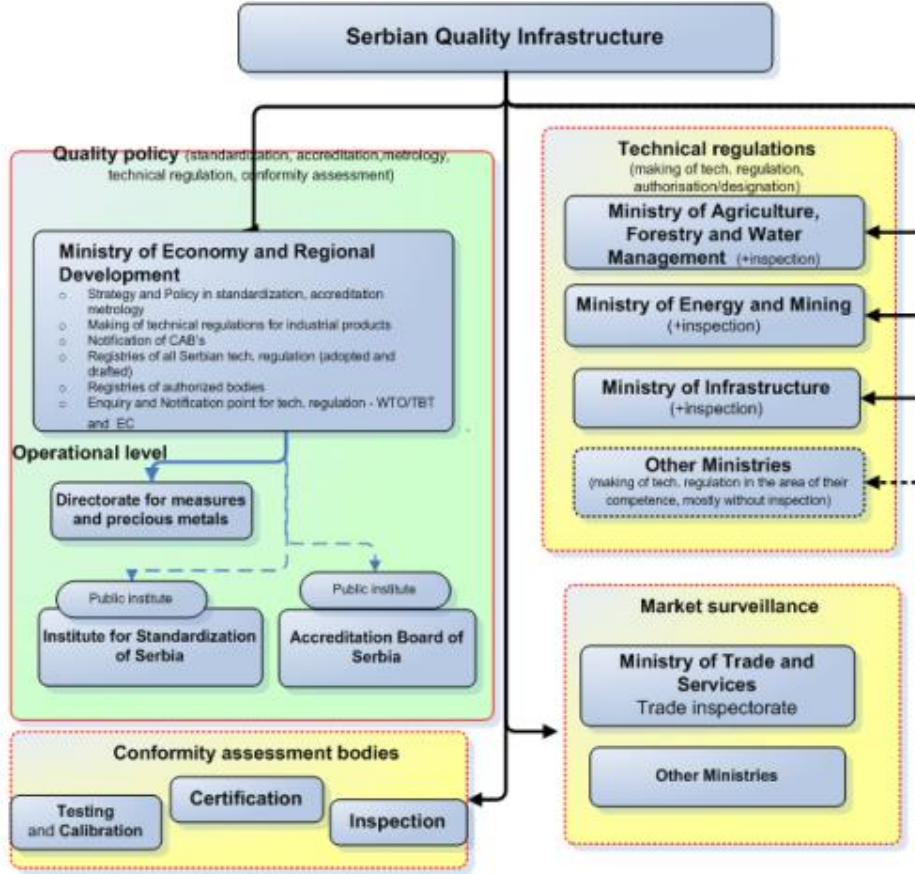 Serbian Quality Infrastructure
Quality policy (standardization, accreditation,metrology,
technical regulation, conformity assessment)
Ministry of Economy and Regional
Development
o Strategy and Policy in standardization, accreditation
metrology
o Making of technical regulations for industrial products
o Notification of CAB's
o Registries of all Serbian tech. regulation (adopted and
drafted)
o Registries of authorized bodies
o Enquiry and Notification point for tech. regulation - WTO/TBT
and EC
Operational level
Directorate for measures
and precious metals
Public institute
Institute for Standardization
of Serbia
Public institute
Accreditation Board of
Serbia
Technical regulations
(making of tech. regulation,
authorisation/designation)
Ministry of Agriculture,
Forestry and Water
Management (+inspection)
Ministry of Energy and Mining
(+inspection)
Ministry of Infrastructure
(+inspection)
Other Ministries
(making of tech. regulation in the area of their
competence, mostly without inspection)
Market surveillance
Ministry of Trade and
Services
Trade inspectorate
Other Ministries
Conformity assessment bodies
Testing
and Calibration
Certification
Inspection